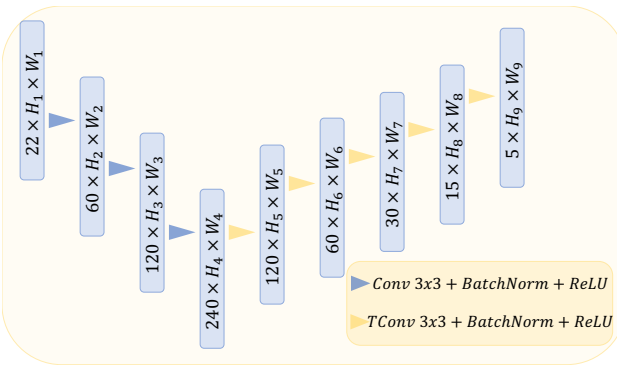 22 × H₁ × W₁
60 × H₂ × W₂
120 × H₃ × W₃
240 × H₄ × W₄
120 × H₅ × W₅
60 × H₆ × W₆
30 × H₇ × W₇
15 × H₈ × W₈
5 × H₉ × W₉
Conv 3x3 + BatchNorm + ReLU
TConv 3x3 + BatchNorm + ReLU